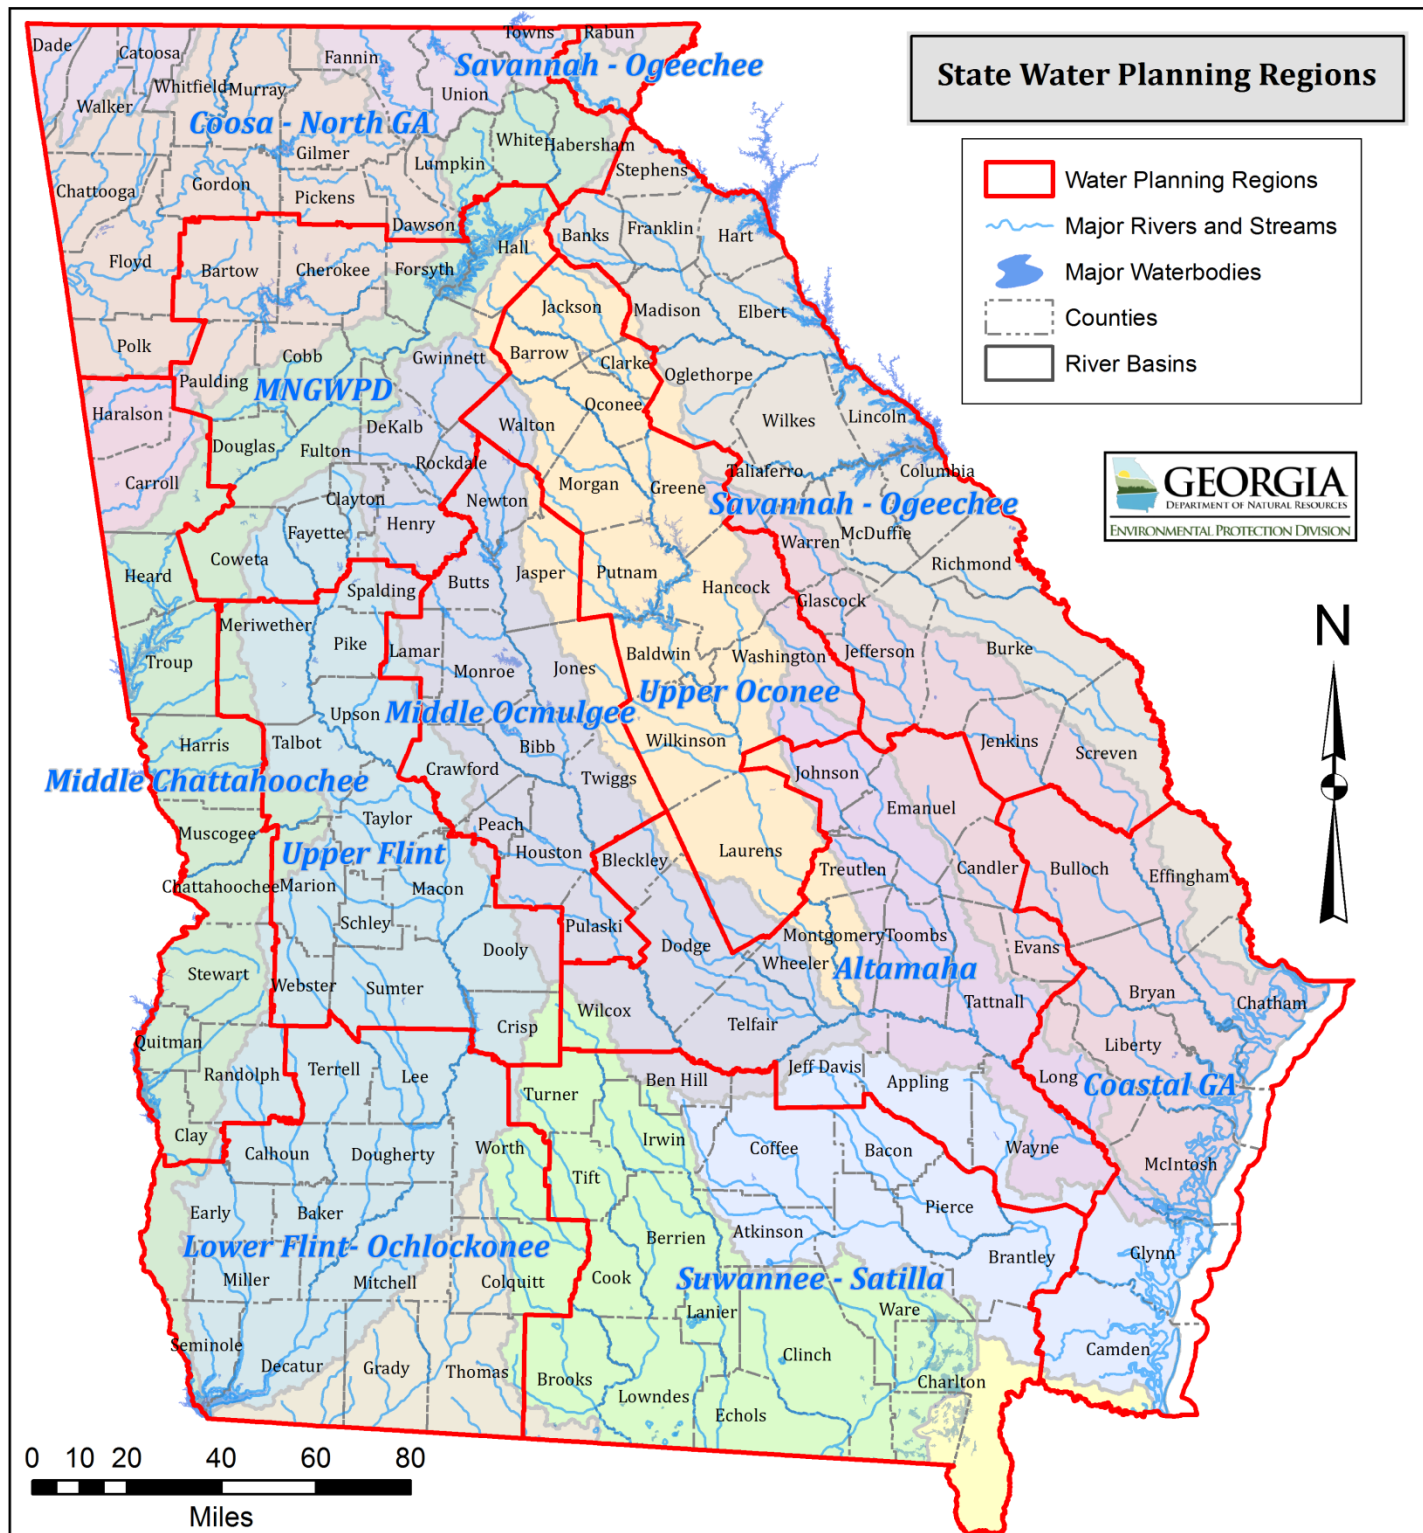 State Water Planning Regions
Water Planning Regions
Major Rivers and Streams
Major Waterbodies
Counties
River Basins
GEORGIA
DEPARTMENT OF NATURAL RESOURCES
ENVIRONMENTAL PROTECTION DIVISION
N
Dade
Catoosa
Fannin
Towns
Rabun
Savannah - Ogeechee
Walker
Whitfield
Murray
Union
Coosa - North GA
Gilmer
White
Habersham
Lumpkin
Stephens
Chattooga
Gordon
Pickens
Dawson
Banks
Franklin
Hart
Hall
Floyd
Bartow
Cherokee
Forsyth
Jackson
Madison
Elbert
Polk
Cobb
Gwinnett
Barrow
Clarke
Oglethorpe
Paulding
MNGWPD
Haralson
Oconee
Wilkes
Lincoln
DeKalb
Walton
Douglas
Fulton
Rockdale
Taliaferro
Columbia
Carroll
Clayton
Newton
Morgan
Greene
Savannah - Ogeechee
Henry
Fayette
McDuffie
Warren
Coweta
Richmond
Heard
Spalding
Butts
Jasper
Putnam
Hancock
Glascock
Meriwether
Pike
Lamar
Jefferson
Burke
Troup
Monroe
Jones
Baldwin
Washington
Upper Oconee
Upson
Middle Ocmulgee
Harris
Talbot
Bibb
Wilkinson
Jenkins
Screven
Middle Chattahoochee
Crawford
Twiggs
Johnson
Emanuel
Muscogee
Taylor
Peach
Upper Flint
Houston
Bleckley
Laurens
Treutlen
Candler
Bulloch
Effingham
Chattahoochee
Marion
Macon
Schley
Pulaski
Dodge
Montgomery
Toombs
Evans
Dooly
Wheeler
Altamaha
Stewart
Webster
Sumter
Tattnall
Bryan
Chatham
Crisp
Wilcox
Telfair
Quitman
Liberty
Randolph
Terrell
Lee
Turner
Ben Hill
Jeff Davis
Appling
Long
Coastal GA
Clay
Calhoun
Dougherty
Worth
Irwin
Coffee
Bacon
Wayne
Tift
McIntosh
Early
Baker
Pierce
Lower Flint- Ochlockonee
Berrien
Atkinson
Brantley
Glynn
Miller
Mitchell
Colquitt
Cook
Suwannee - Satilla
Lanier
Ware
Seminole
Decatur
Grady
Thomas
Brooks
Lowndes
Clinch
Charlton
Camden
Echols
0 10 20 40 60 80
Miles